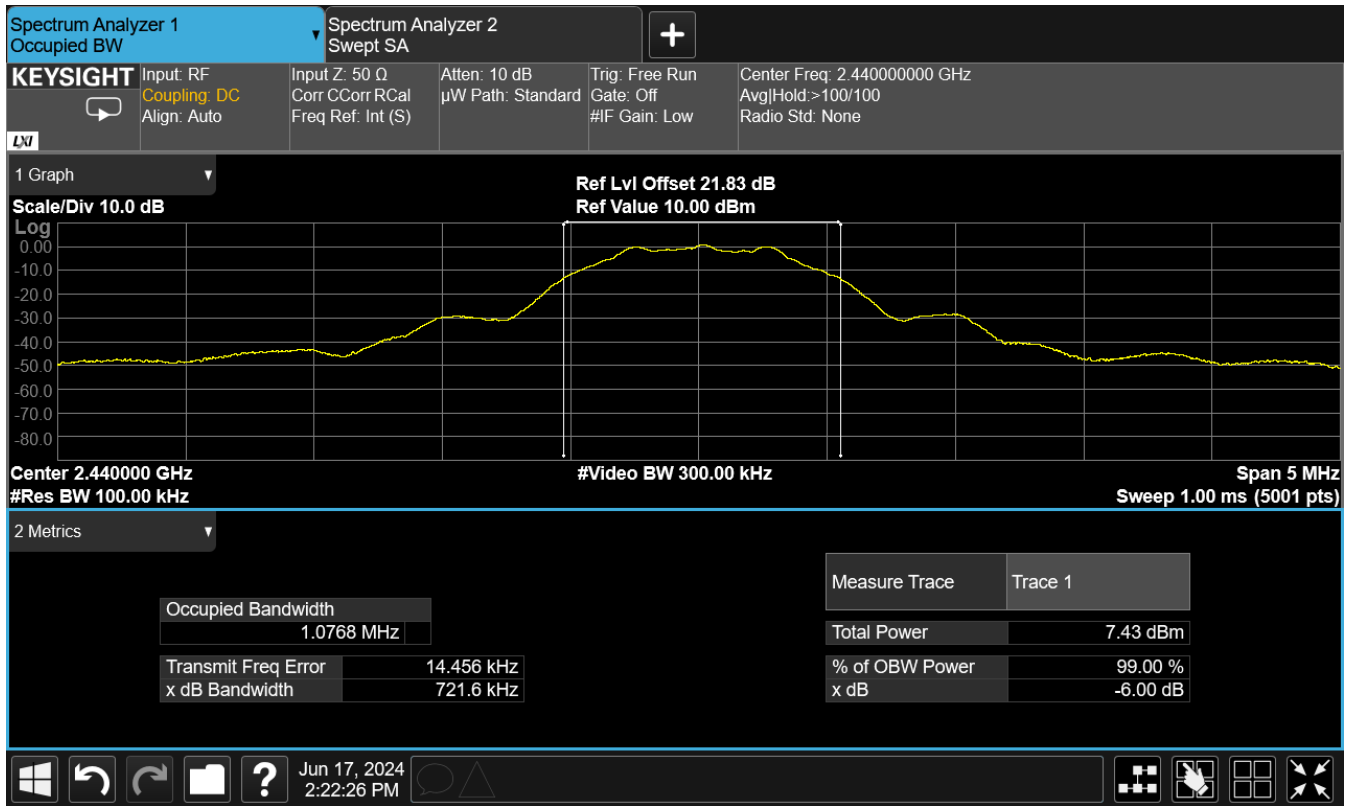 Spectrum Analyzer 1
Occupied BW
Spectrum Analyzer 2
Swept SA
KEYSIGHT
LXI
Input: RF
Coupling: DC
Align: Auto
Input Z: 50 Ω
Corr CCorr RCal
Freq Ref: Int (S)
Atten: 10 dB
µW Path: Standard
Trig: Free Run
Gate: Off
#IF Gain: Low
Center Freq: 2.440000000 GHz
Avg|Hold:>100/100
Radio Std: None
1 Graph
Scale/Div 10.0 dB
Ref Lvl Offset 21.83 dB
Ref Value 10.00 dBm
Log
0.00
-10.0
-20.0
-30.0
-40.0
-50.0
-60.0
-70.0
-80.0
Center 2.440000 GHz
#Video BW 300.00 kHz
Span 5 MHz
#Res BW 100.00 kHz
Sweep 1.00 ms (5001 pts)
2 Metrics
Measure Trace
Trace 1
Occupied Bandwidth
1.0768 MHz
Total Power
7.43 dBm
Transmit Freq Error
14.456 kHz
% of OBW Power
99.00 %
x dB Bandwidth
721.6 kHz
x dB
-6.00 dB
?
Jun 17, 2024
2:22:26 PM